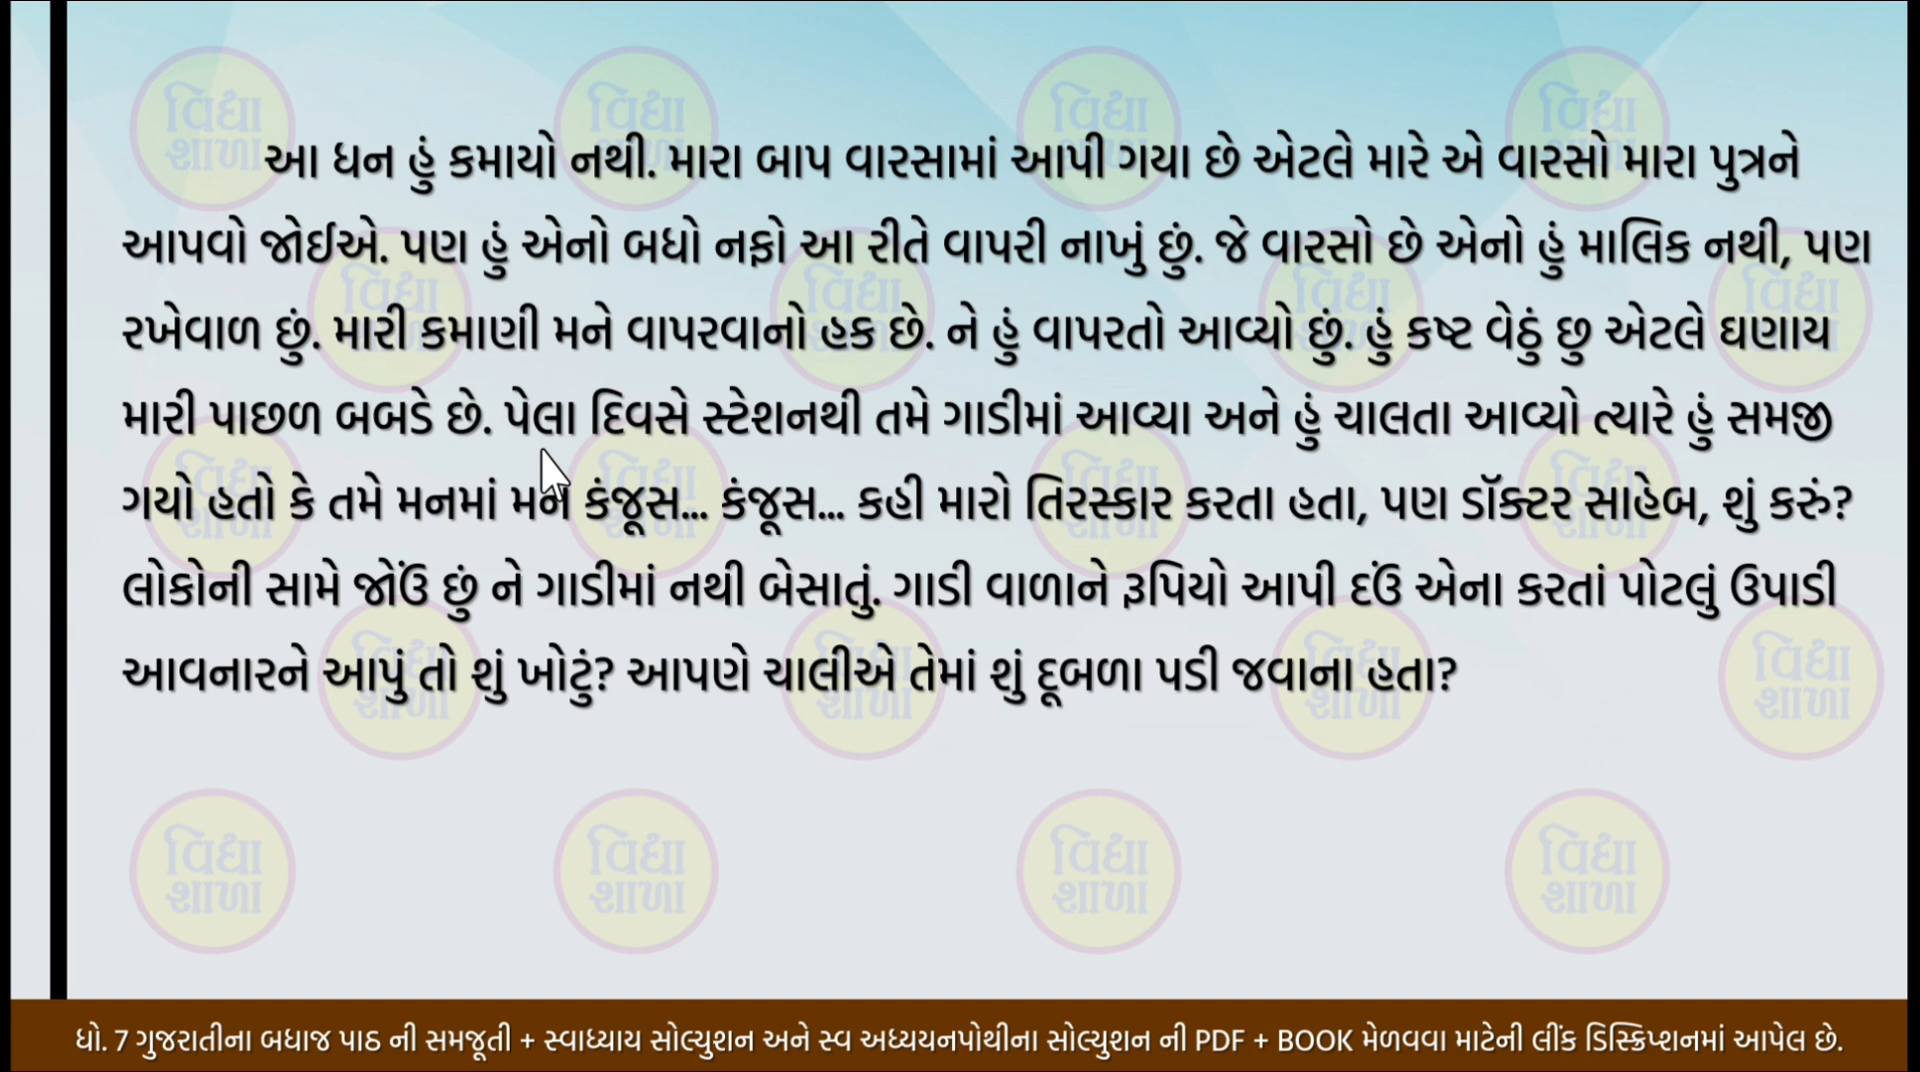 આ ધન હું કમાયો નથી. મારા બાપ વારસામાં આપી ગયા છે એટલે મારે એ વારસો મારા પુત્રને
આપવો જોઈએ. પણ હું એનો બધો નફો આ રીતે વાપરી નાખું છું. જે વારસો છે એનો હું માલિક નથી, પણ
રખેવાળ છું. મારી કમાણી મને વાપરવાનો હક છે. ને હું વાપરતો આવ્યો છું. હું કષ્ટ વેઠું છુ એટલે ઘણાય
મારી પાછળ બબડે છે. પેલા દિવસે સ્ટેશનથી તમે ગાડીમાં આવ્યા અને હું ચાલતા આવ્યો ત્યારે હું સમજી
ગયો હતો કે તમે મનમાં મને કંજૂસ... કંજૂસ... કહી મારો તિરસ્કાર કરતા હતા, પણ ડૉક્ટર સાહેબ, શું કરું?
લોકોની સામે જોઉં છું ને ગાડીમાં નથી બેસાતું. ગાડી વાળાને રૂપિયો આપી દઉં એના કરતાં પોટલું ઉપાડી
આવનારને આપું તો શું ખોટું? આપણે ચાલીએ તેમાં શું દૂબળા પડી જવાના હતા?
ધો. 7 ગુજરાતીના બધાજ પાઠ ની સમજૂતી + સ્વાધ્યાય સોલ્યુશન અને સ્વ અધ્યયનપોથીના સોલ્યુશન ની PDF + BOOK મેળવવા માટેની લીંક ડિસ્ક્રિપ્શનમાં આપેલ છે.
વિદ્યા
શાળા